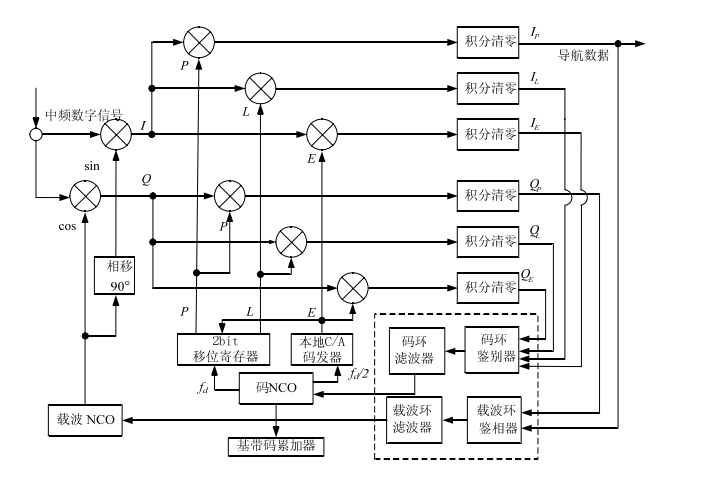 积分清零
I_P
P
导航数据
积分清零
I_L
L
中频数字信号
I
积分清零
I_E
E
sin
Q
积分清零
Q_P
cos
P
积分清零
Q_L
相移
90°
积分清零
Q_E
P
L
E
2bit
移位寄存器
本地C/A
码发器
码环
滤波器
码环
鉴别器
f_d
码NCO
f_d/2
载波 NCO
载波环
滤波器
载波环
鉴相器
基带码累加器